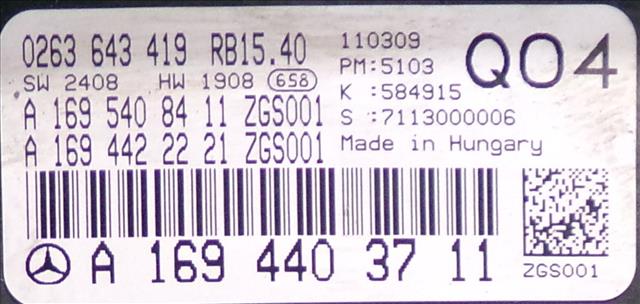 0263 643 419 RB15.40
SW 2408 HW 1908 658
A 169 540 84 11 ZGS001
A 169 442 22 21 ZGS001
110309
PM:5103
K :584915
S :7113000006
Made in Hungary
Q04
A 169 440 37 11
ZGS001